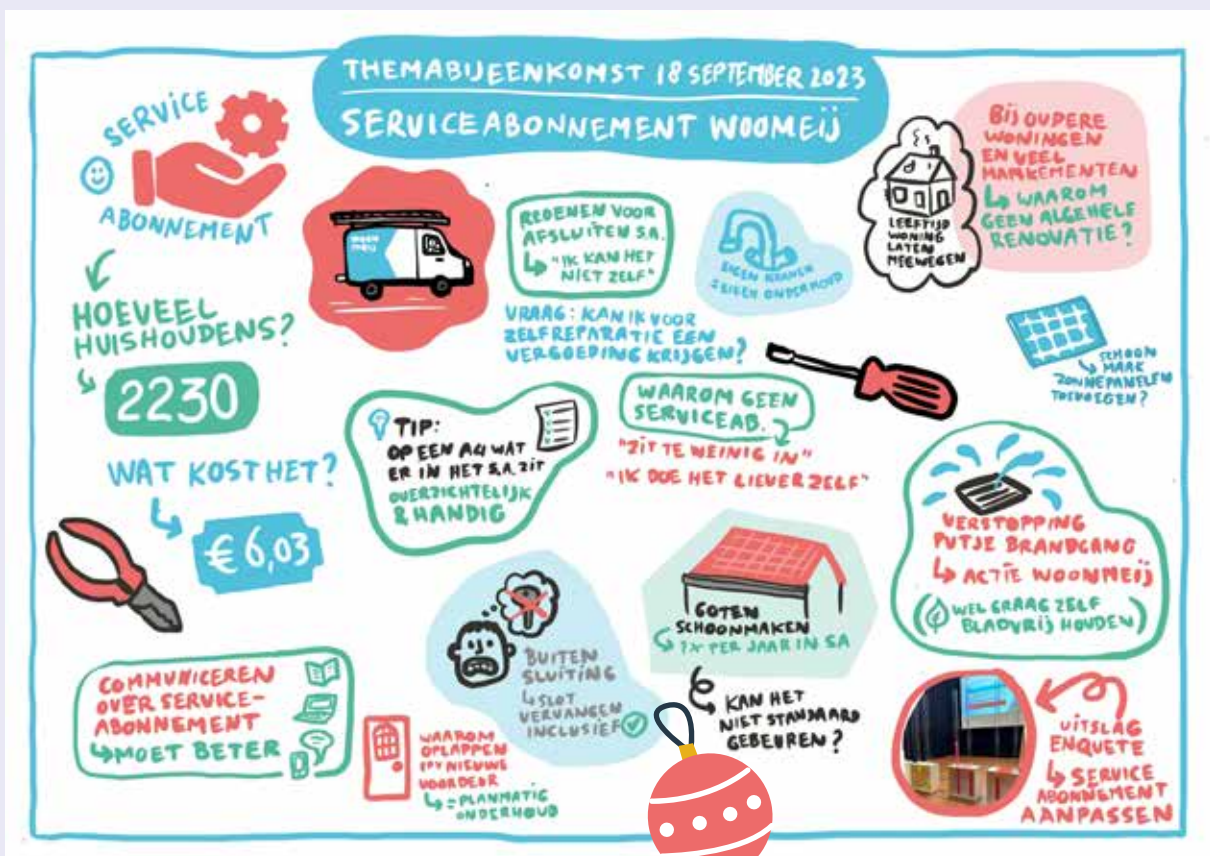 THEMABIJEENKOMST 18 SEPTEMBER 2023
SERVICEABONNEMENT WOOMEIJ
SERVICE
ABONNEMENT
HOEVEEL
HUISHOUDENS?
2230
WAT KOST HET?
€ 6,03
woon
meij
REDENEN VOOR
AFSLUITEN S.A.
"IK KAN HET
NIET ZELF"
VRAAG: KAN IK VOOR
ZELFREPARATIE EEN
VERGOEDING KRIJGEN?
EIGEN KRANEN
= EIGEN ONDERHOUD
LEEFTIJD
WONING
LATEN
MEEWEGEN
BIJ OUDERE
WONINGEN
EN VEEL
MANKEMENTEN
WAAROM
GEEN ALGEHELE
RENOVATIE?
SCHOON
MAAK
ZONNEPANELEN
TOEVOEGEN?
TIP:
OP EEN A4 WAT
ER IN HET S.A. ZIT
OVERZICHTELIJK
& HANDIG
WAAROM GEEN
SERVICEAB.
"ZIT TE WEINIG IN"
"IK DOE HET LIEVER ZELF"
VERSTOPPING
PUTJE BRANDGANG
ACTIE WOONMEIJ
(WEL GRAAG ZELF
BLADVRIJ HOUDEN)
COMMUNICEREN
OVER SERVICE-
ABONNEMENT
MOET BETER
WAAROM
OPLAPPEN
IPV NIEUWE
VOORDEUR
= PLANMATIG
ONDERHOUD
BUITEN
SLUITING
SLOT
VERVANGEN
INCLUSIEF
GOTEN
SCHOONMAKEN
PER JAAR IN SA
KAN HET
NIET STANDAARD
GEBEUREN?
UITSLAG
ENQUETE
SERVICE
ABONNEMENT
AANPASSEN